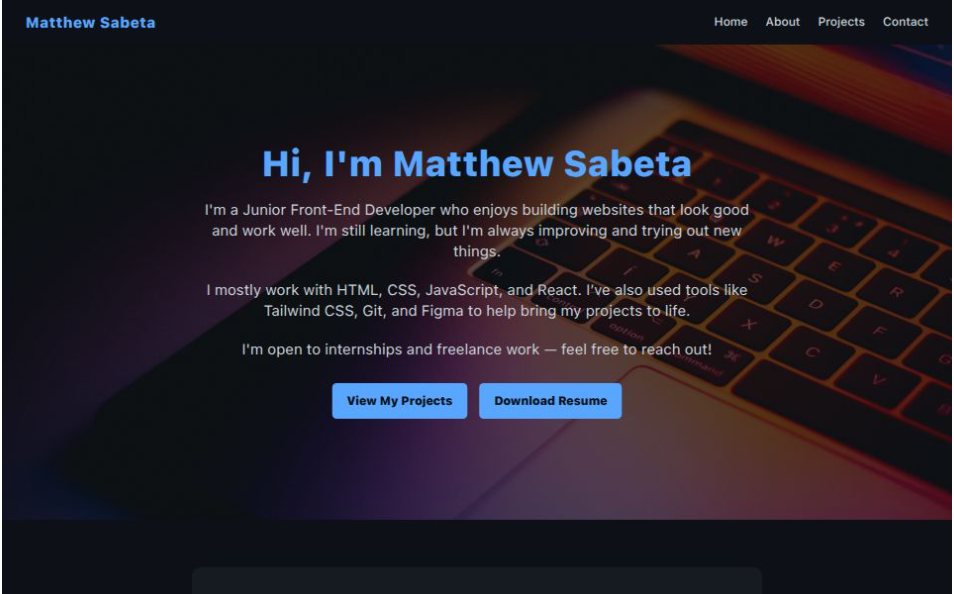 Matthew Sabeta
Home About Projects Contact
Hi, I'm Matthew Sabeta
I'm a Junior Front-End Developer who enjoys building websites that look good
and work well. I'm still learning, but I'm always improving and trying out new
things.
I mostly work with HTML, CSS, JavaScript, and React. I've also used tools like
Tailwind CSS, Git, and Figma to help bring my projects to life.
I'm open to internships and freelance work — feel free to reach out!
View My Projects Download Resume